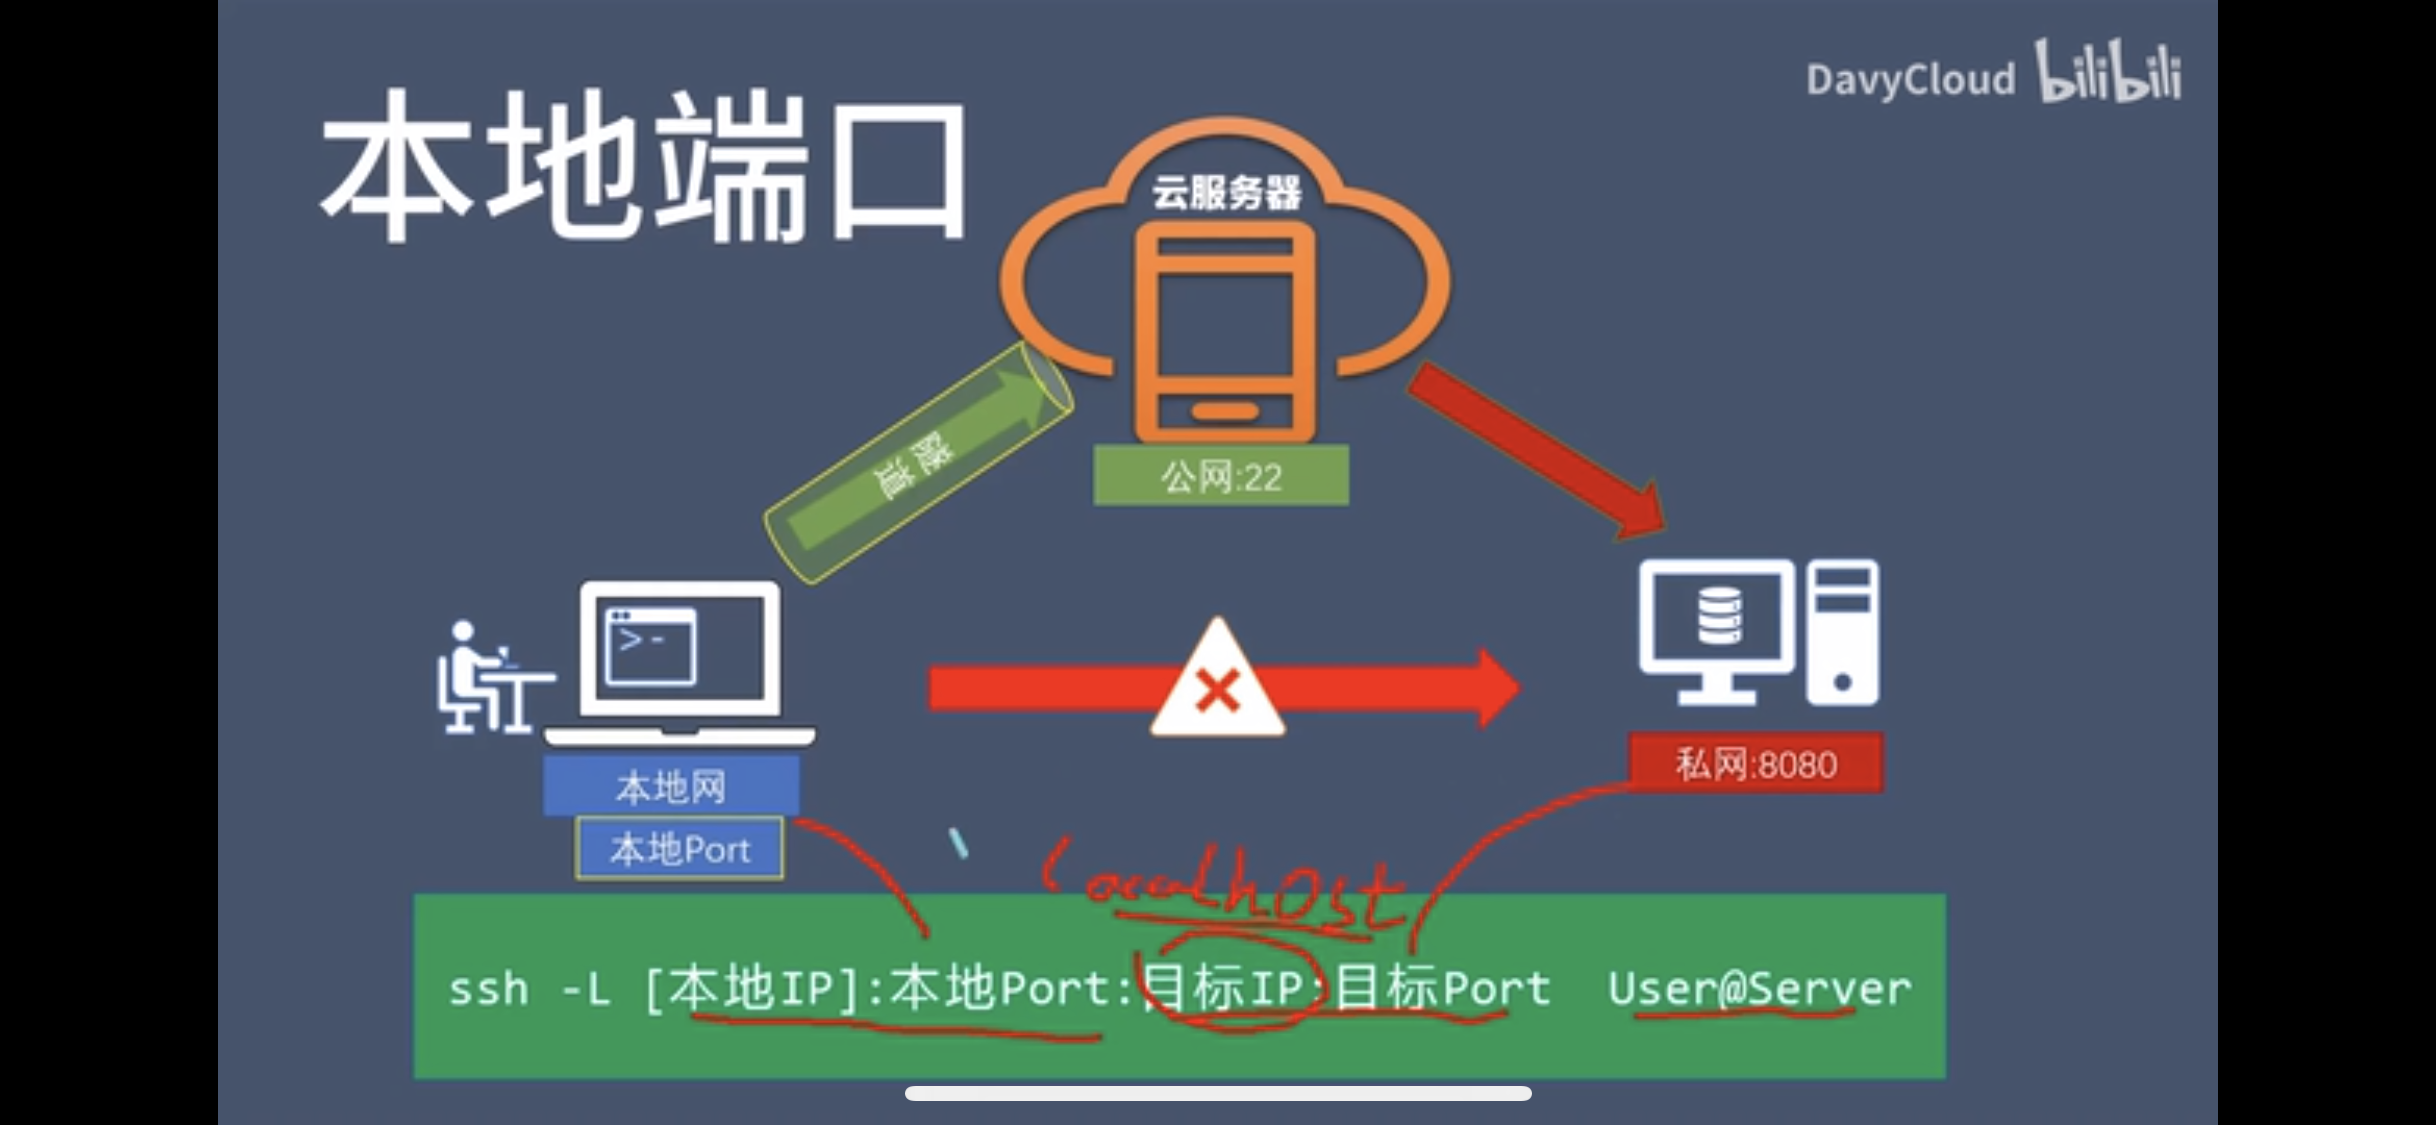 DavyCloud bilibili
本地端口
云服务器
隧道
公网:22
>-
私网:8080
本地网
本地Port
localhost
ssh -L [本地IP]:本地Port:目标IP:目标Port User@Server